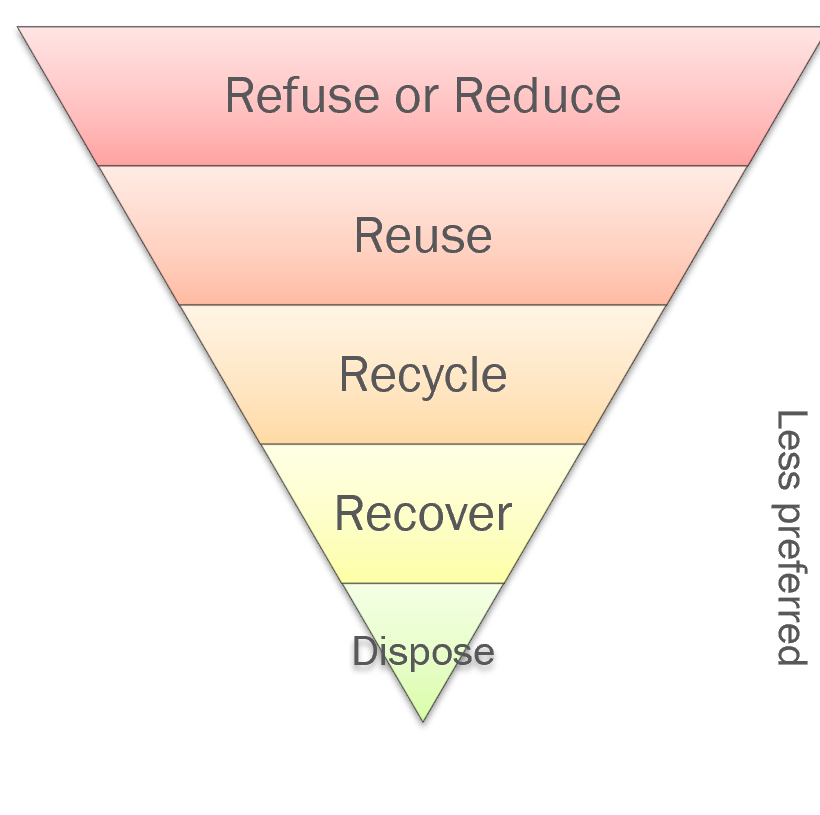 Refuse or Reduce
Reuse
Recycle
Recover
Dispose
Less preferred